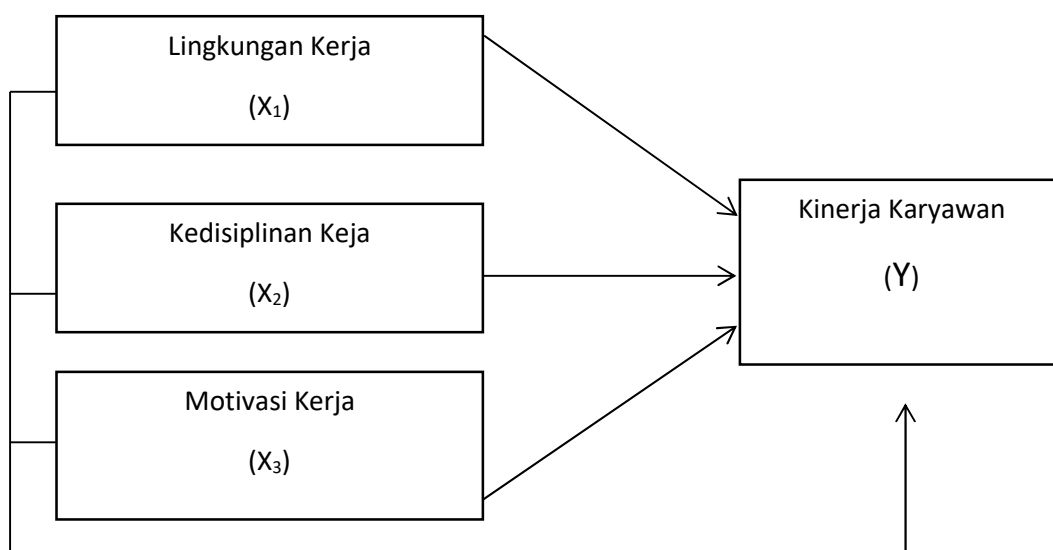 Lingkungan Kerja
(X₁)
Kedisiplinan Keja
(X₂)
Motivasi Kerja
(X₃)
Kinerja Karyawan
(Y)